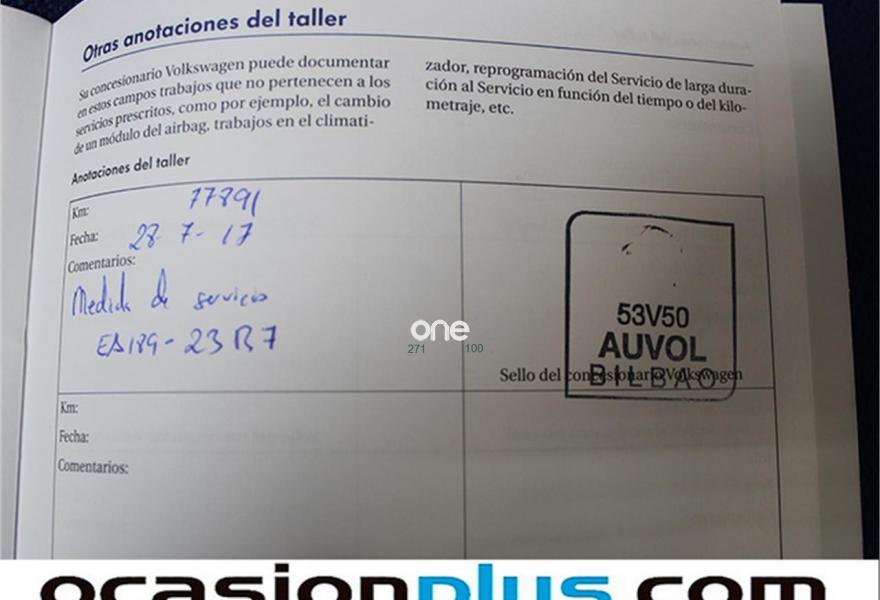 Otras anotaciones del taller
Su concesionario Volkswagen puede documentar
en estos campos trabajos que no pertenecen a los
servicios prescritos, como por ejemplo, el cambio
de un módulo del airbag, trabajos en el climati-
zador, reprogramación del Servicio de larga dura-
ción al Servicio en función del tiempo o del kilo-
metraje, etc.
Anotaciones del taller
Km: 77891
Fecha: 28-7-17
Comentarios:
Medida de servicio
EA189-23R7
one
271 100
53V50
AUVOL
BILBAO
Sello del concesionario Volkswagen
Km:
Fecha:
Comentarios:
ocasionplus.com